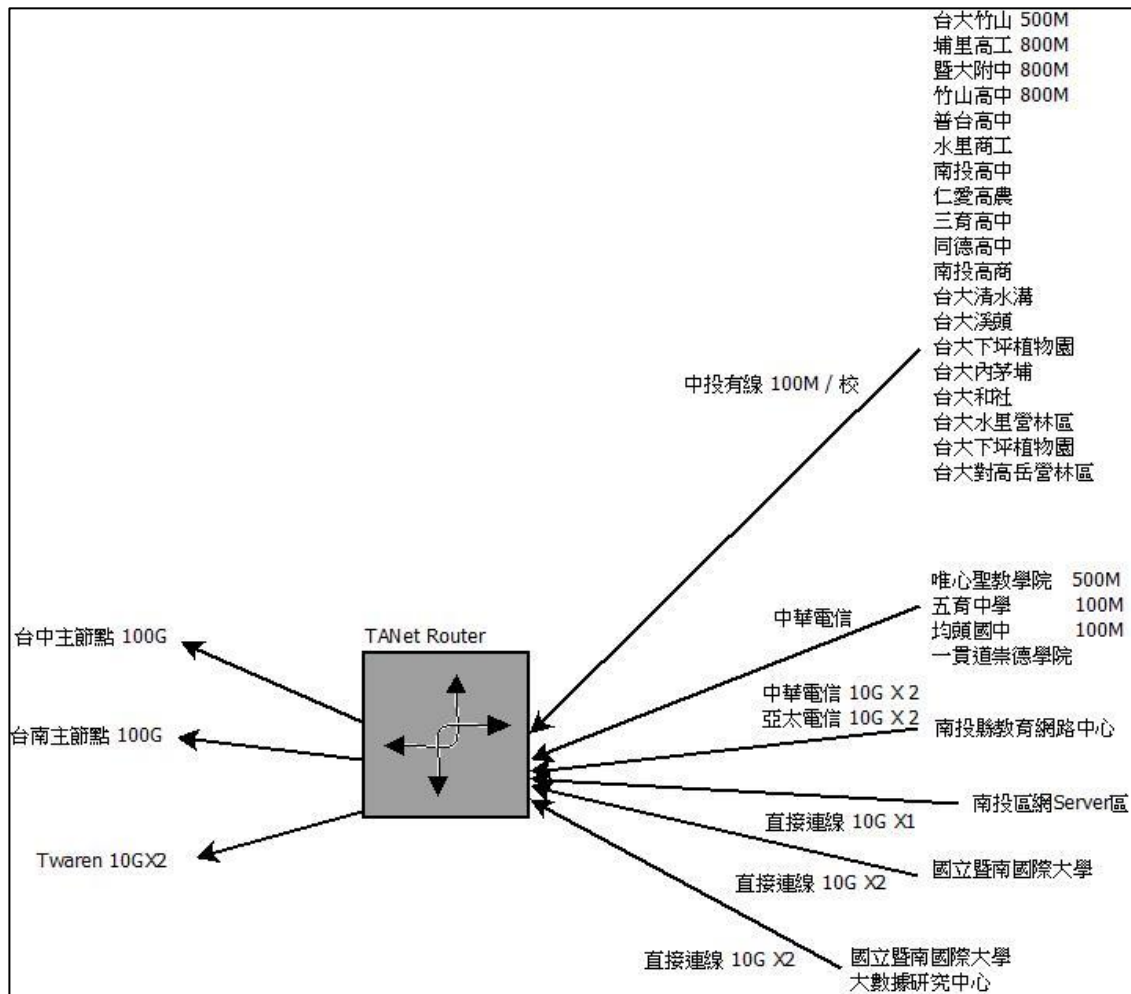 台大竹山 500M
埔里高工 800M
暨大附中 800M
竹山高中 800M
普台高中
水里商工
南投高中
仁愛高農
三育高中
同德高中
南投高商
台大清水溝
台大溪頭
台大下坪植物園
台大內茅埔
台大和社
台大水里營林區
台大下坪植物園
台大對高岳營林區
中投有線 100M / 校
唯心聖教學院 500M
五育中學 100M
均頭國中 100M
一貫道崇德學院
中華電信
台中主節點 100G
TANet Router
中華電信 10G X 2
亞太電信 10G X 2
南投縣教育網路中心
台南主節點 100G
南投區網Server區
直接連線 10G X1
Twaren 10GX2
國立暨南國際大學
直接連線 10G X2
直接連線 10G X2
國立暨南國際大學
大數據研究中心